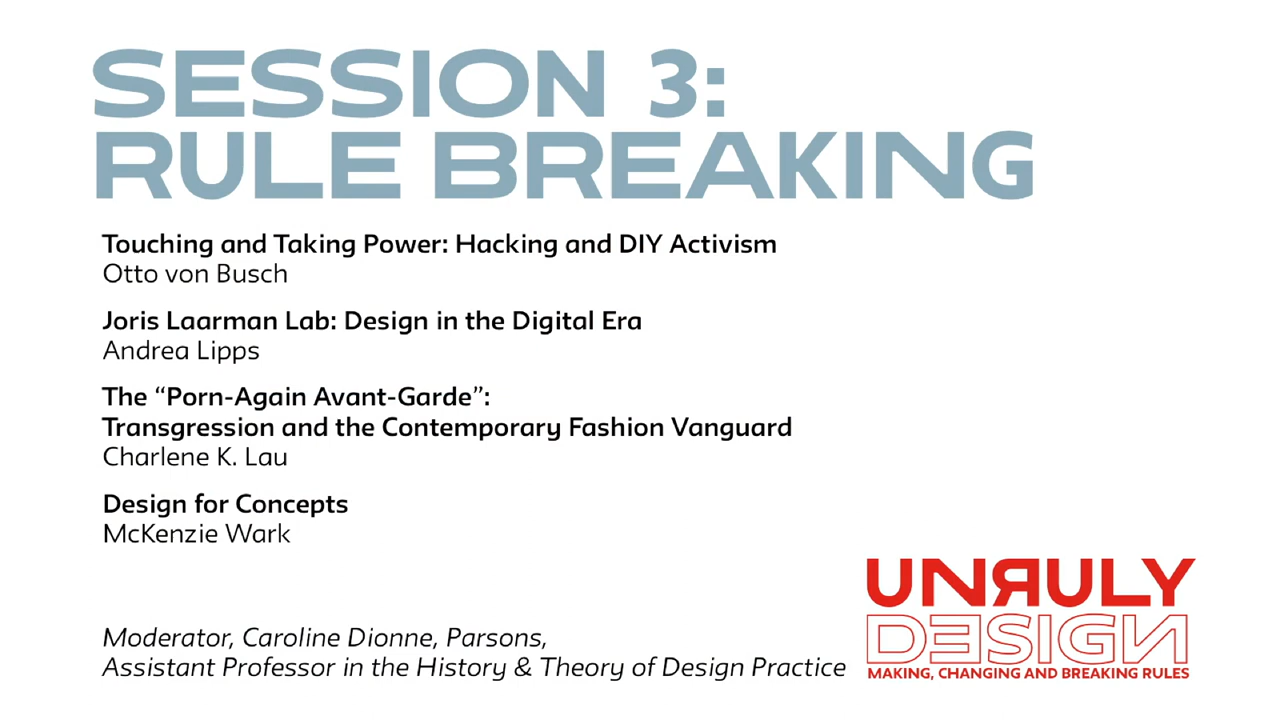 SESSION 3:
RULE BREAKING
Touching and Taking Power: Hacking and DIY Activism
Otto von Busch
Joris Laarman Lab: Design in the Digital Era
Andrea Lipps
The “Porn-Again Avant-Garde”:
Transgression and the Contemporary Fashion Vanguard
Charlene K. Lau
Design for Concepts
McKenzie Wark
Moderator, Caroline Dionne, Parsons,
Assistant Professor in the History & Theory of Design Practice
UNRULY
DESIGN
MAKING, CHANGING AND BREAKING RULES